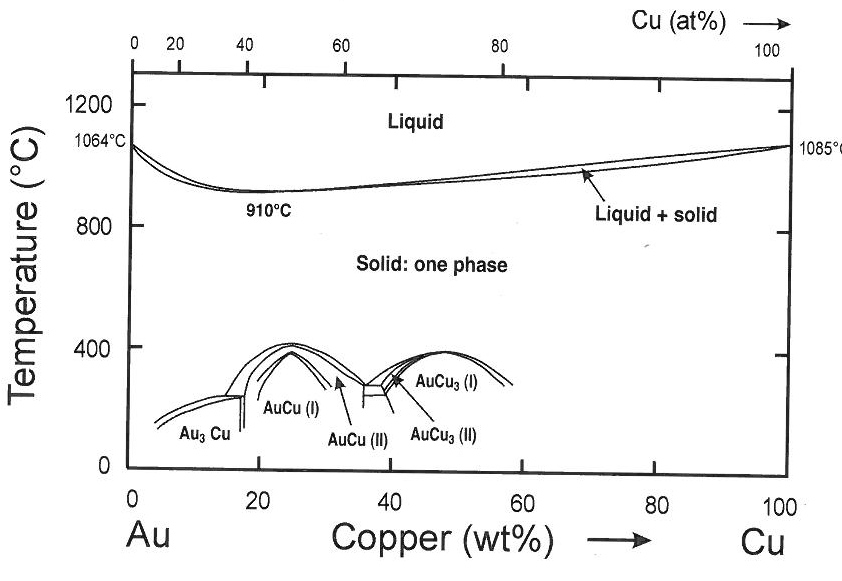 Cu (at%)
0 20 40 60 80 100
1200
Liquid
1064°C
1085°
910°C
Liquid + solid
800
Solid: one phase
Temperature (°C)
400
AuCu₃ (I)
AuCu (I)
Au₃ Cu
AuCu (II)
AuCu₃ (II)
0
0 20 40 60 80 100
Au Copper (wt%) Cu